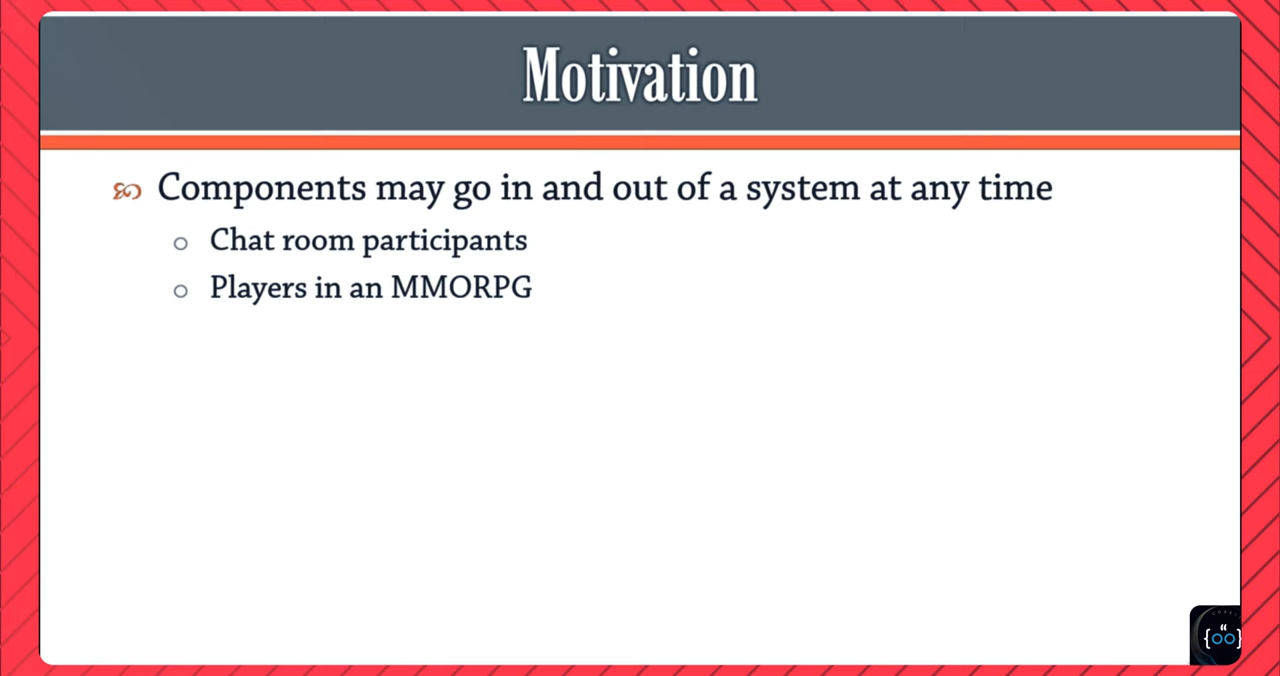 Motivation
Components may go in and out of a system at any time
Chat room participants
Players in an MMORPG